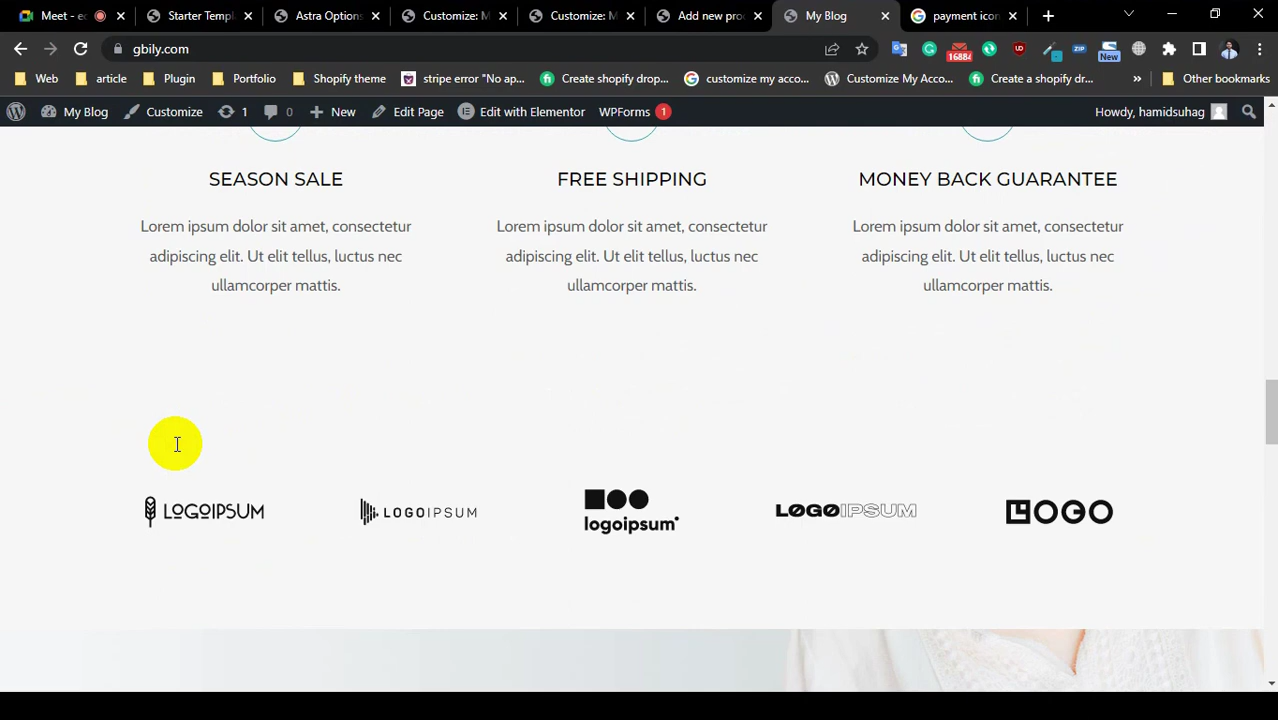 Meet - ec
Starter Templ
Astra Options
Customize: M
Customize: M
Add new pro
My Blog
payment icon
gbily.com
16884
UD
ZIP
New
Web
article
Plugin
Portfolio
Shopify theme
stripe error "No ap...
Create shopify drop...
customize my acco...
Customize My Acco...
Create a shopify dr...
»
Other bookmarks
My Blog
Customize
1
0
New
Edit Page
Edit with Elementor
WPForms 1
Howdy, hamidsuhag
SEASON SALE
FREE SHIPPING
MONEY BACK GUARANTEE
Lorem ipsum dolor sit amet, consectetur
adipiscing elit. Ut elit tellus, luctus nec
ullamcorper mattis.
Lorem ipsum dolor sit amet, consectetur
adipiscing elit. Ut elit tellus, luctus nec
ullamcorper mattis.
Lorem ipsum dolor sit amet, consectetur
adipiscing elit. Ut elit tellus, luctus nec
ullamcorper mattis.
LOGOIPSUM
LOGOIPSUM
logoipsum
LOGOIPSUM
LOGO